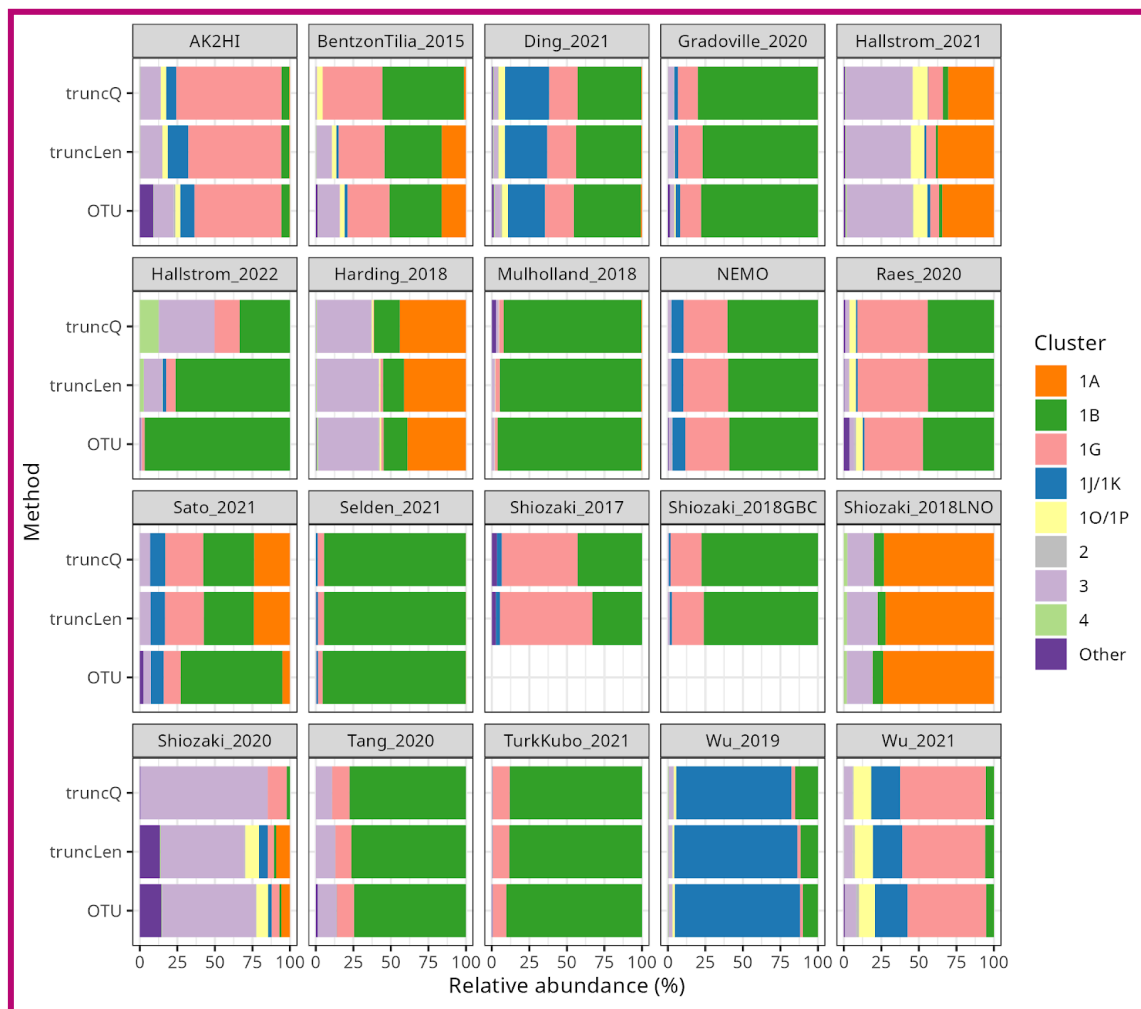 AK2HI BentzonTilia_2015 Ding_2021 Gradoville_2020 Hallstrom_2021
truncQ
truncLen
OTU
Hallstrom_2022 Harding_2018 Mulholland_2018 NEMO Raes_2020
truncQ
truncLen
OTU
Sato_2021 Selden_2021 Shiozaki_2017 Shiozaki_2018GBC Shiozaki_2018LNO
truncQ
truncLen
OTU
Shiozaki_2020 Tang_2020 TurkKubo_2021 Wu_2019 Wu_2021
truncQ
truncLen
OTU
0 25 50 75 100 0 25 50 75 100 0 25 50 75 100 0 25 50 75 100 0 25 50 75 100
Relative abundance (%)
Method
Cluster
1A
1B
1G
1J/1K
1O/1P
2
3
4
Other